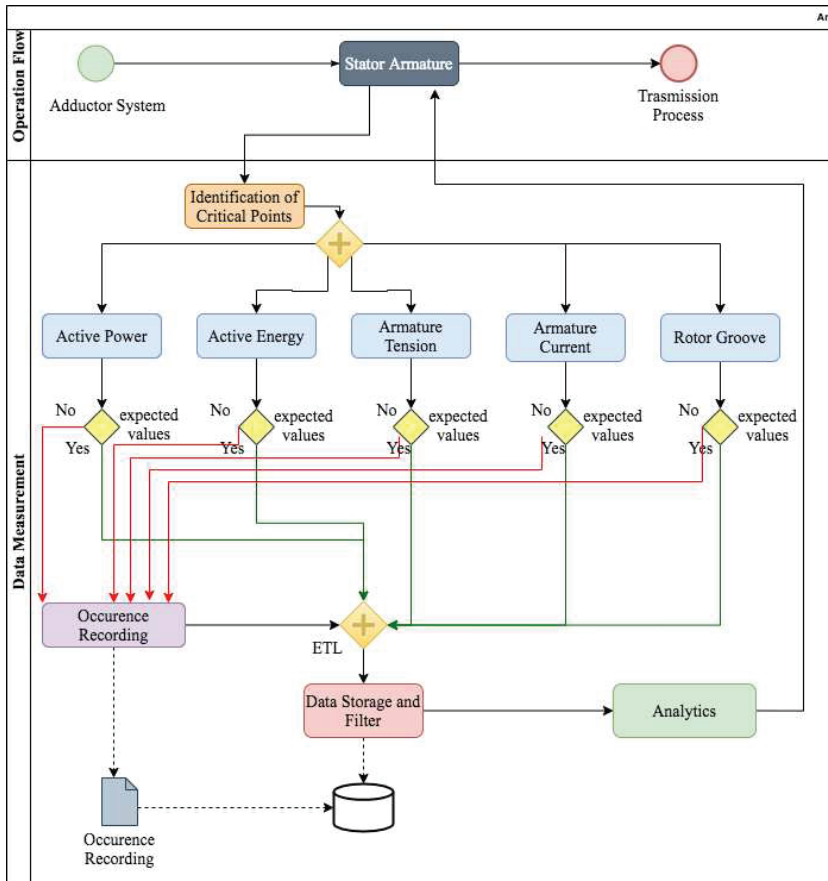 Ar
Operation Flow
Stator Armature
Adductor System
Trasmission
Process
Data Measurement
Identification of
Critical Points
Active Power
Active Energy
Armature
Tension
Armature
Current
Rotor Groove
No
expected
values
Yes
No
expected
values
Yes
No
expected
values
Yes
No
expected
values
Yes
No
expected
values
Yes
Occurence
Recording
ETL
Data Storage and
Filter
Analytics
Occurence
Recording